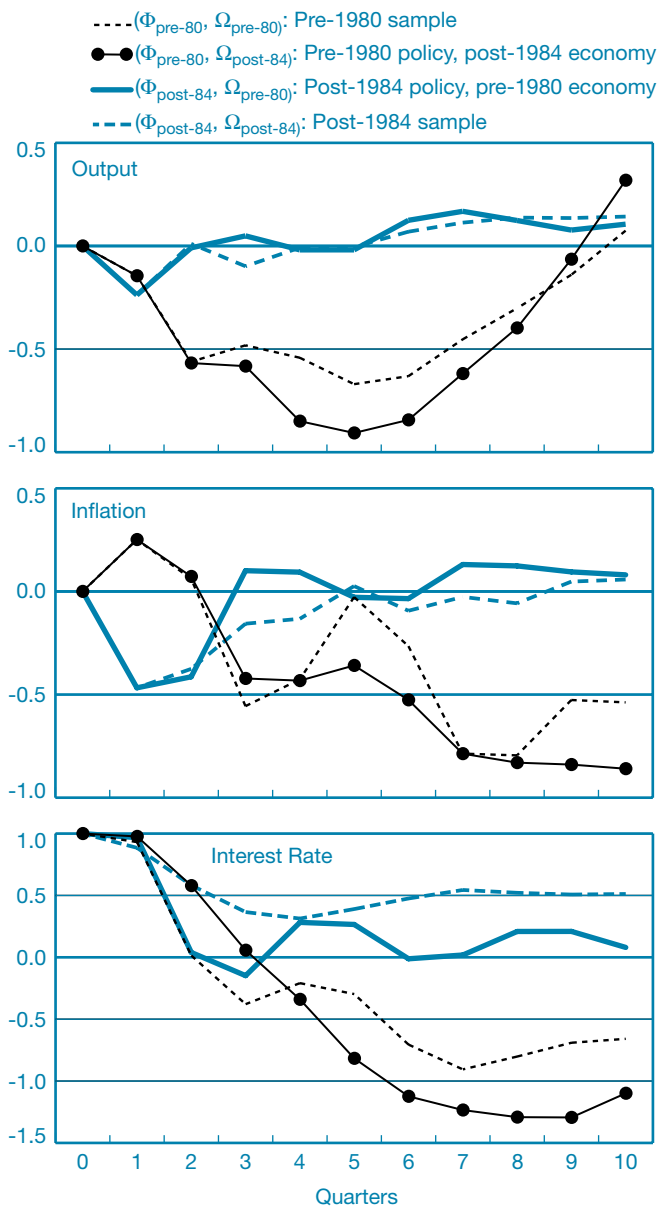 (Φpre-80, Ωpre-80): Pre-1980 sample
(Φpre-80, Ωpost-84): Pre-1980 policy, post-1984 economy
(Φpost-84, Ωpre-80): Post-1984 policy, pre-1980 economy
(Φpost-84, Ωpost-84): Post-1984 sample
0.5
Output
0.0
-0.5
-1.0
0.5
Inflation
0.0
-0.5
-1.0
1.0
Interest Rate
0.5
0.0
-0.5
-1.0
-1.5
0 1 2 3 4 5 6 7 8 9 10
Quarters